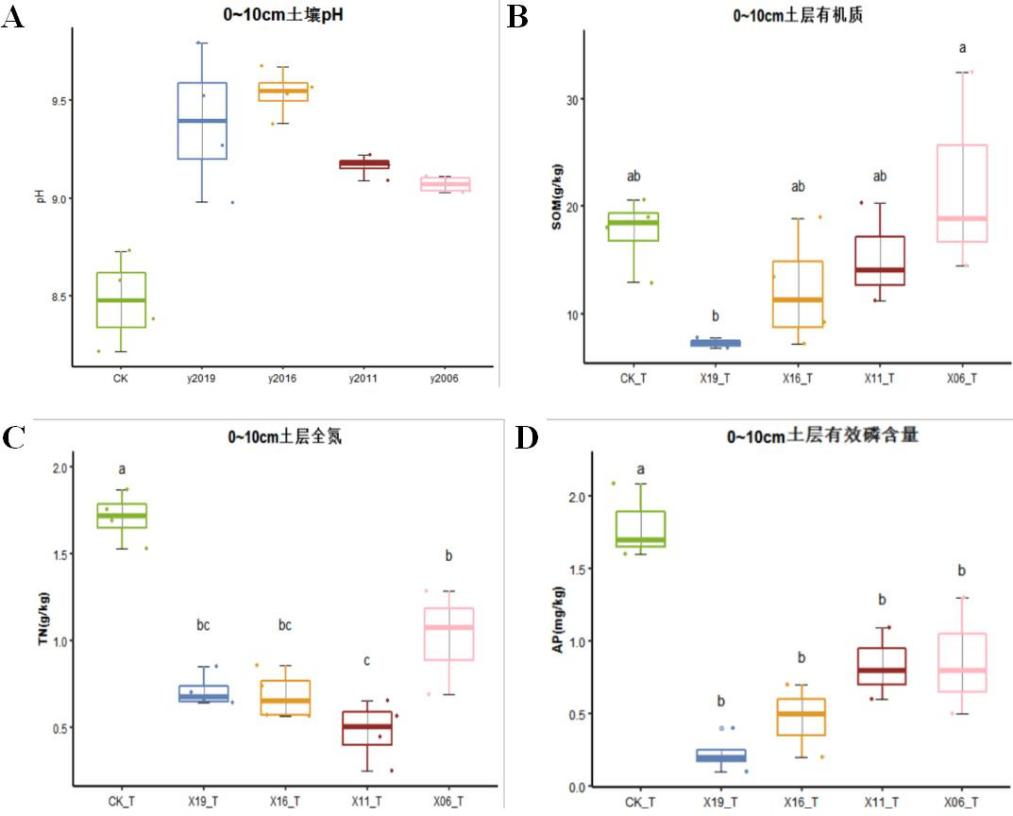 A
0~10cm土壤pH
pH
9.5
9.0
8.5
CK y2019 y2016 y2011 y2006
B
0~10cm土层有机质
SOM(g/kg)
30
20
10
ab b ab ab a
CK_T X19_T X16_T X11_T X06_T
C
0~10cm土层全氮
TN(g/kg)
2.0
1.5
1.0
0.5
a bc bc c b
CK_T X19_T X16_T X11_T X06_T
D
0~10cm土层有效磷含量
AP(mg/kg)
2.0
1.5
1.0
0.5
0.0
a b b b b
CK_T X19_T X16_T X11_T X06_T